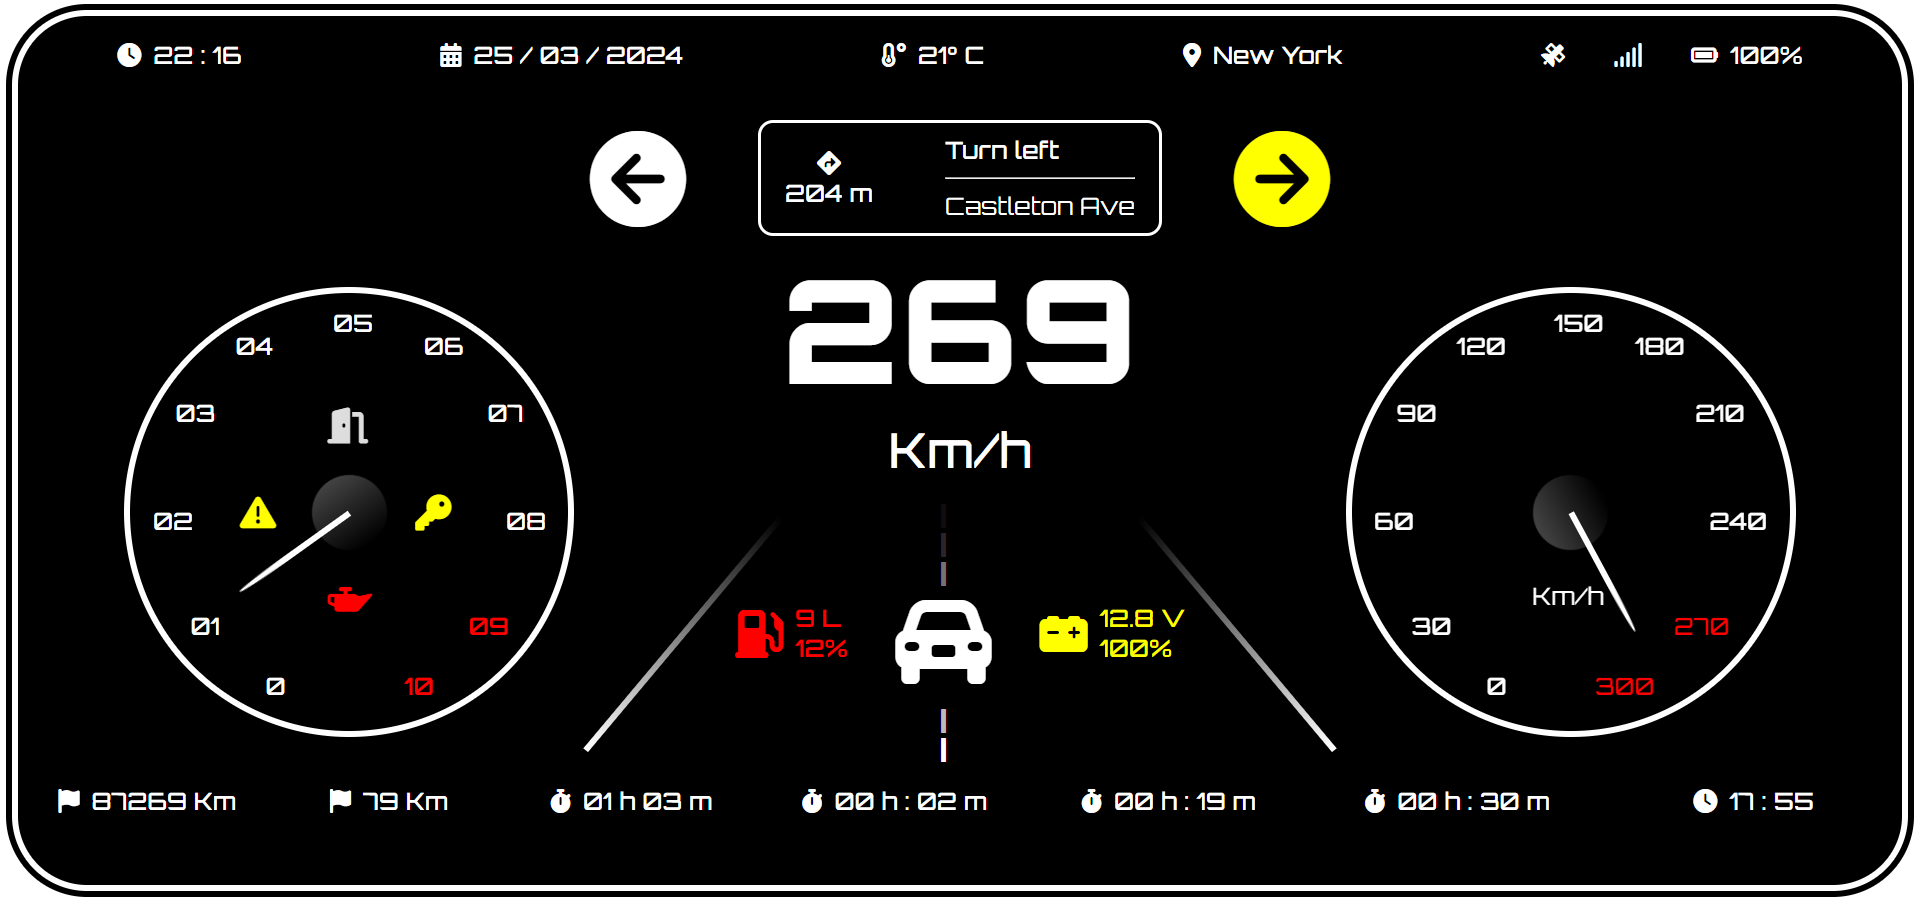 22 : 16
25 / 03 / 2024
21° C
New York
100%
204 m
Turn left
Castleton Ave
269
Km/h
0
01
02
03
04
05
06
07
08
09
10
9 L
12%
12.8 V
100%
0
30
60
90
120
150
180
210
240
270
300
Km/h
87269 Km
79 Km
01 h 03 m
00 h : 02 m
00 h : 19 m
00 h : 30 m
17 : 55